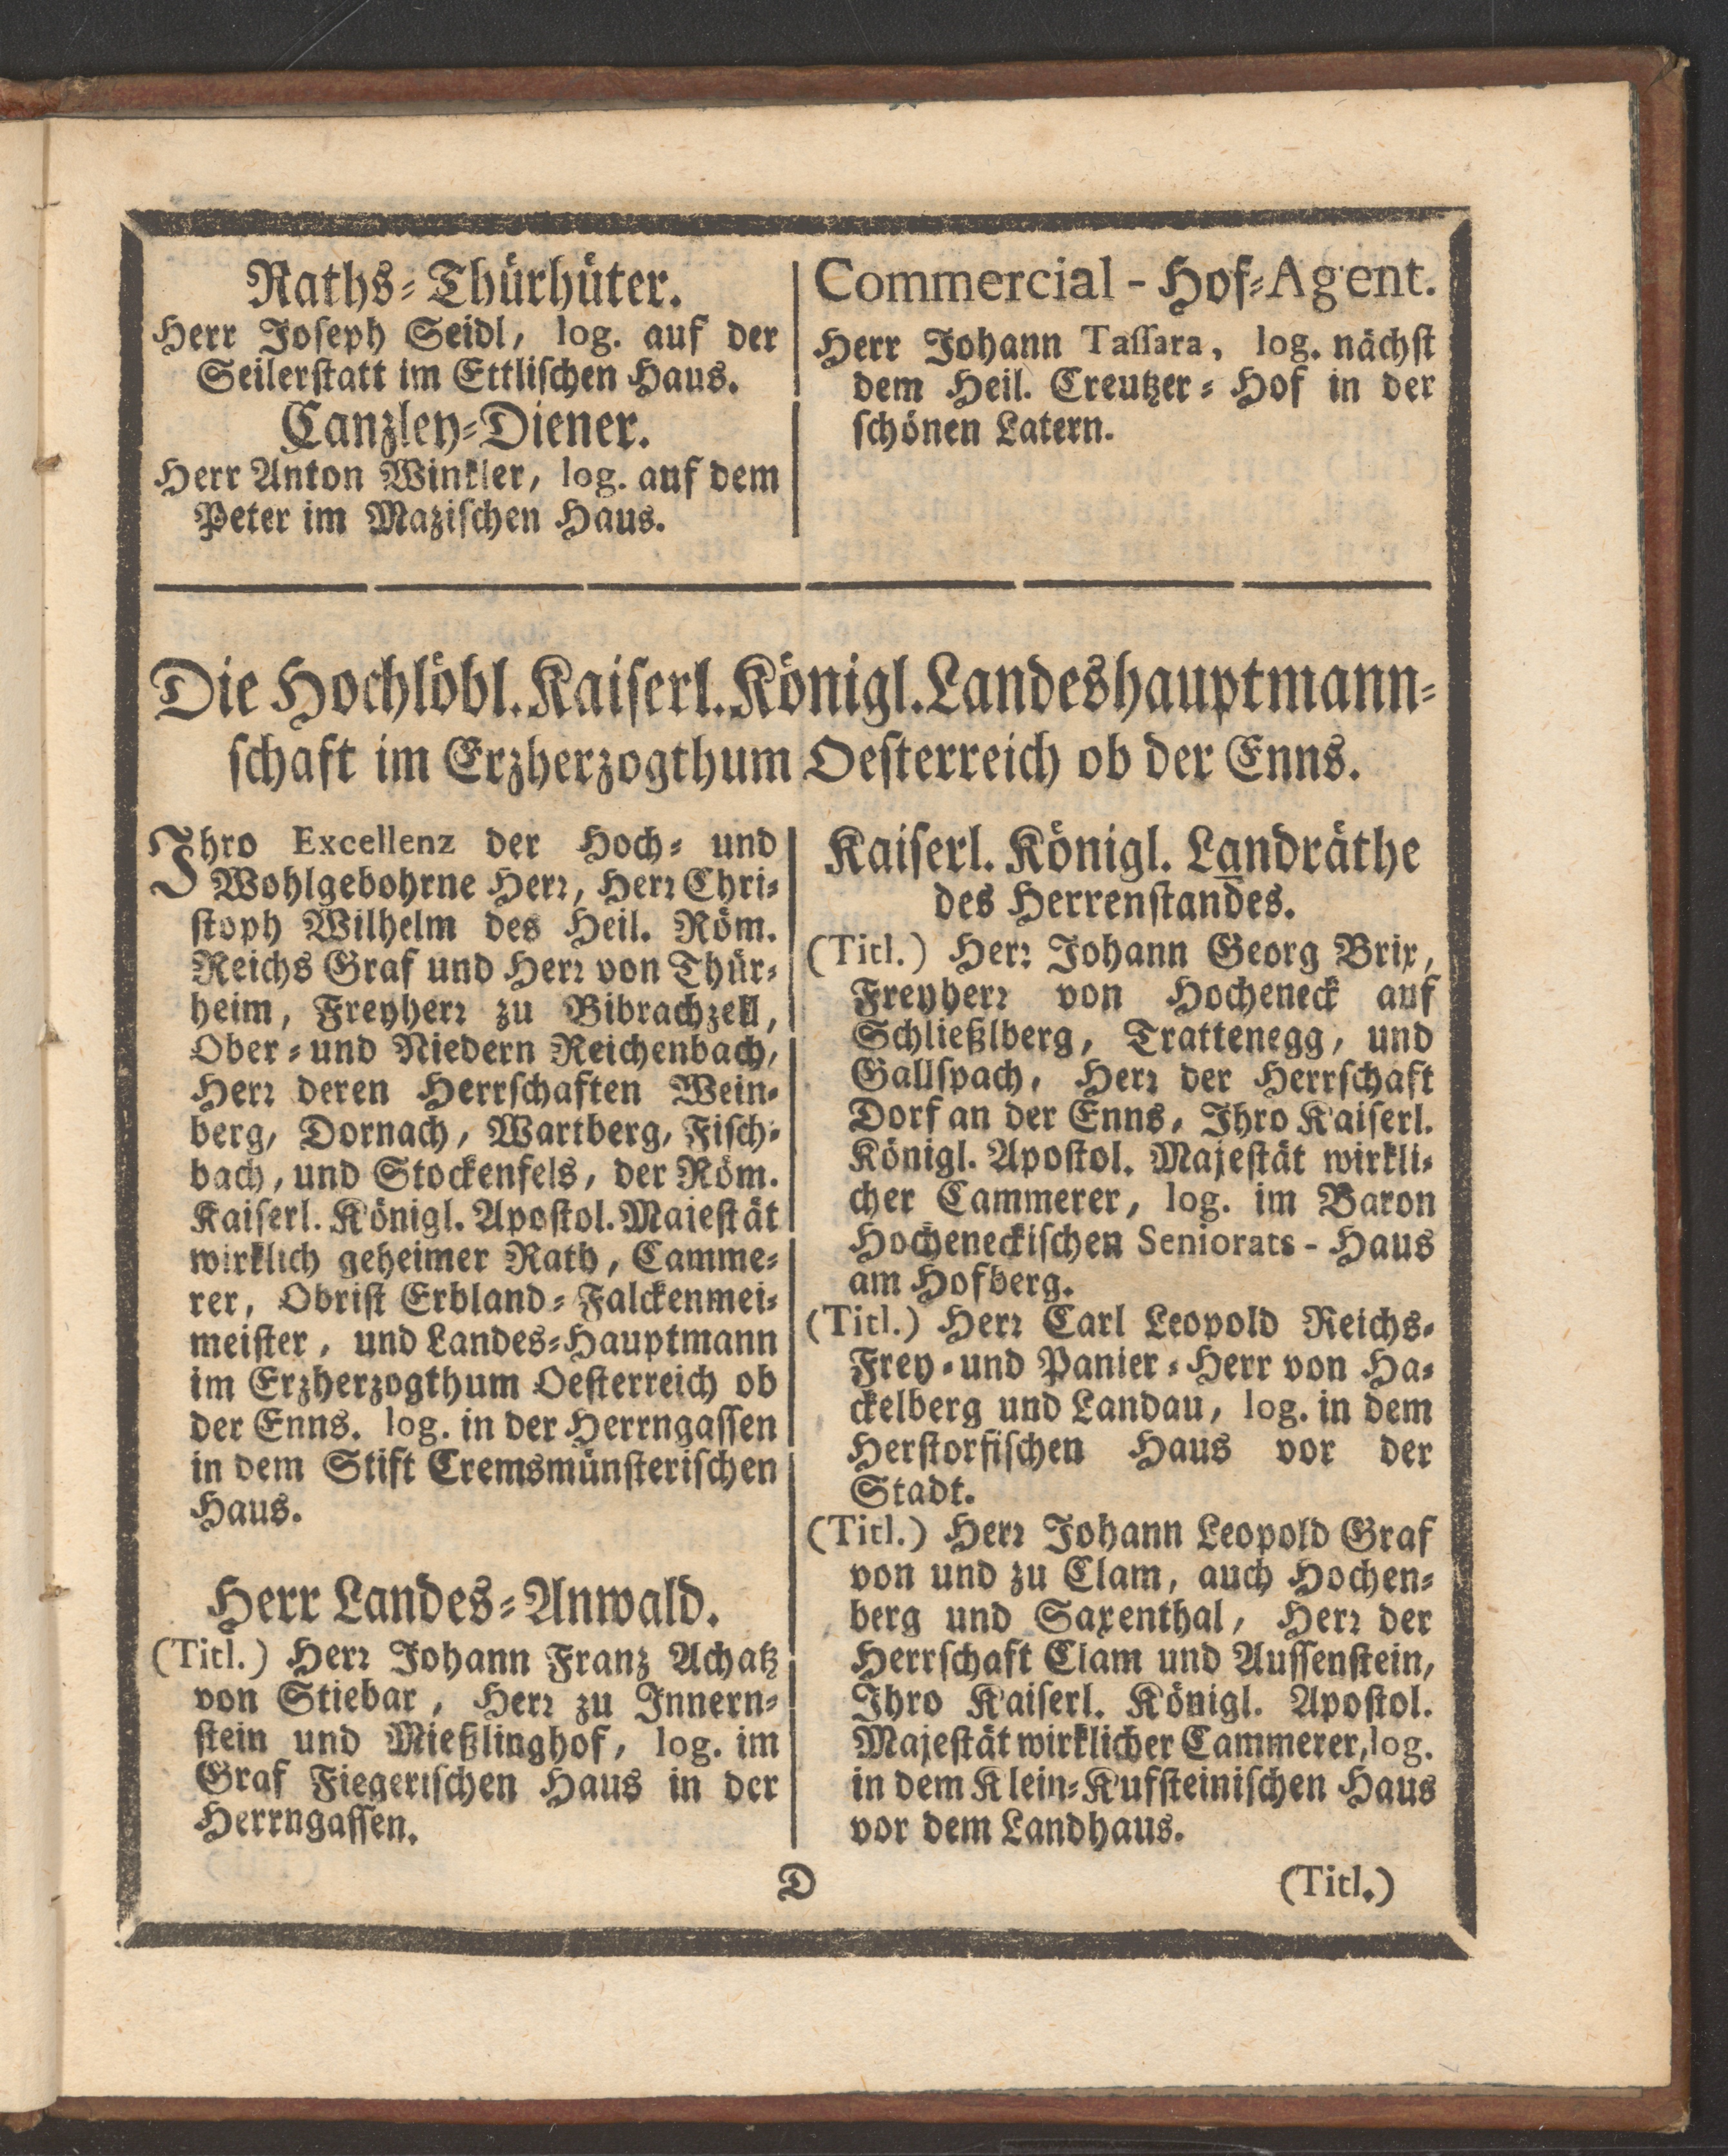 Raths-Thürhüter.
Herr Joseph Seidl, log. auf der
Seilerstatt im Ettlischen Haus.
Canzley-Diener.
Herr Anton Winkler, log. auf dem
Peter im Mazischen Haus.
Commercial-Hof-Agent.
Herr Johann Tassara, log. nächst
dem Heil. Creutzer-Hof in der
schönen Latern.
Die Hochlöbl. Kaiserl. Königl. Landeshauptmann-
schaft im Erzherzogthum Oesterreich ob der Enns.
Ihro Excellenz der Hoch- und
Wohlgebohrne Herr, Herr Chri-
stoph Wilhelm des Heil. Röm.
Reichs Graf und Herr von Thür-
heim, Freyherr zu Bibrachzell,
Ober- und Niedern Reichenbach,
Herr deren Herrschaften Wein-
berg, Dornach, Wartberg, Fisch-
bach, und Stockenfels, der Röm.
Kaiserl. Königl. Apostol. Majestät
wirklich geheimer Rath, Camme-
rer, Obrist Erbland-Falckenmei-
meister, und Landes-Hauptmann
im Erzherzogthum Oesterreich ob
der Enns. log. in der Herrngassen
in dem Stift Cremsmünsterischen
Haus.
Herr Landes-Anwald.
(Titl.) Herr Johann Franz Achatz
von Stiebar, Herr zu Innern-
stein und Mießlinghof, log. im
Graf Fiegerischen Haus in der
Herrngassen.
Kaiserl. Königl. Landräthe
des Herrenstandes.
(Titl.) Herr Johann Georg Brix,
Freyherr von Hocheneck auf
Schließlberg, Trattenegg, und
Gallspach, Herr der Herrschaft
Dorf an der Enns, Ihro Kaiserl.
Königl. Apostol. Majestät wirkli-
cher Cammerer, log. im Baron
Hocheneckischen Seniorats-Haus
am Hofberg.
(Titl.) Herr Carl Leopold Reichs-
Frey- und Panier-Herr von Ha-
ckelberg und Landau, log. in dem
Herstorfischen Haus vor der
Stadt.
(Titl.) Herr Johann Leopold Graf
von und zu Clam, auch Hochen-
berg und Saxenthal, Herr der
Herrschaft Clam und Aussenstein,
Ihro Kaiserl. Königl. Apostol.
Majestät wirklicher Cammerer, log.
in dem Klein-Kufsteinischen Haus
vor dem Landhaus.
D
(Titl.)